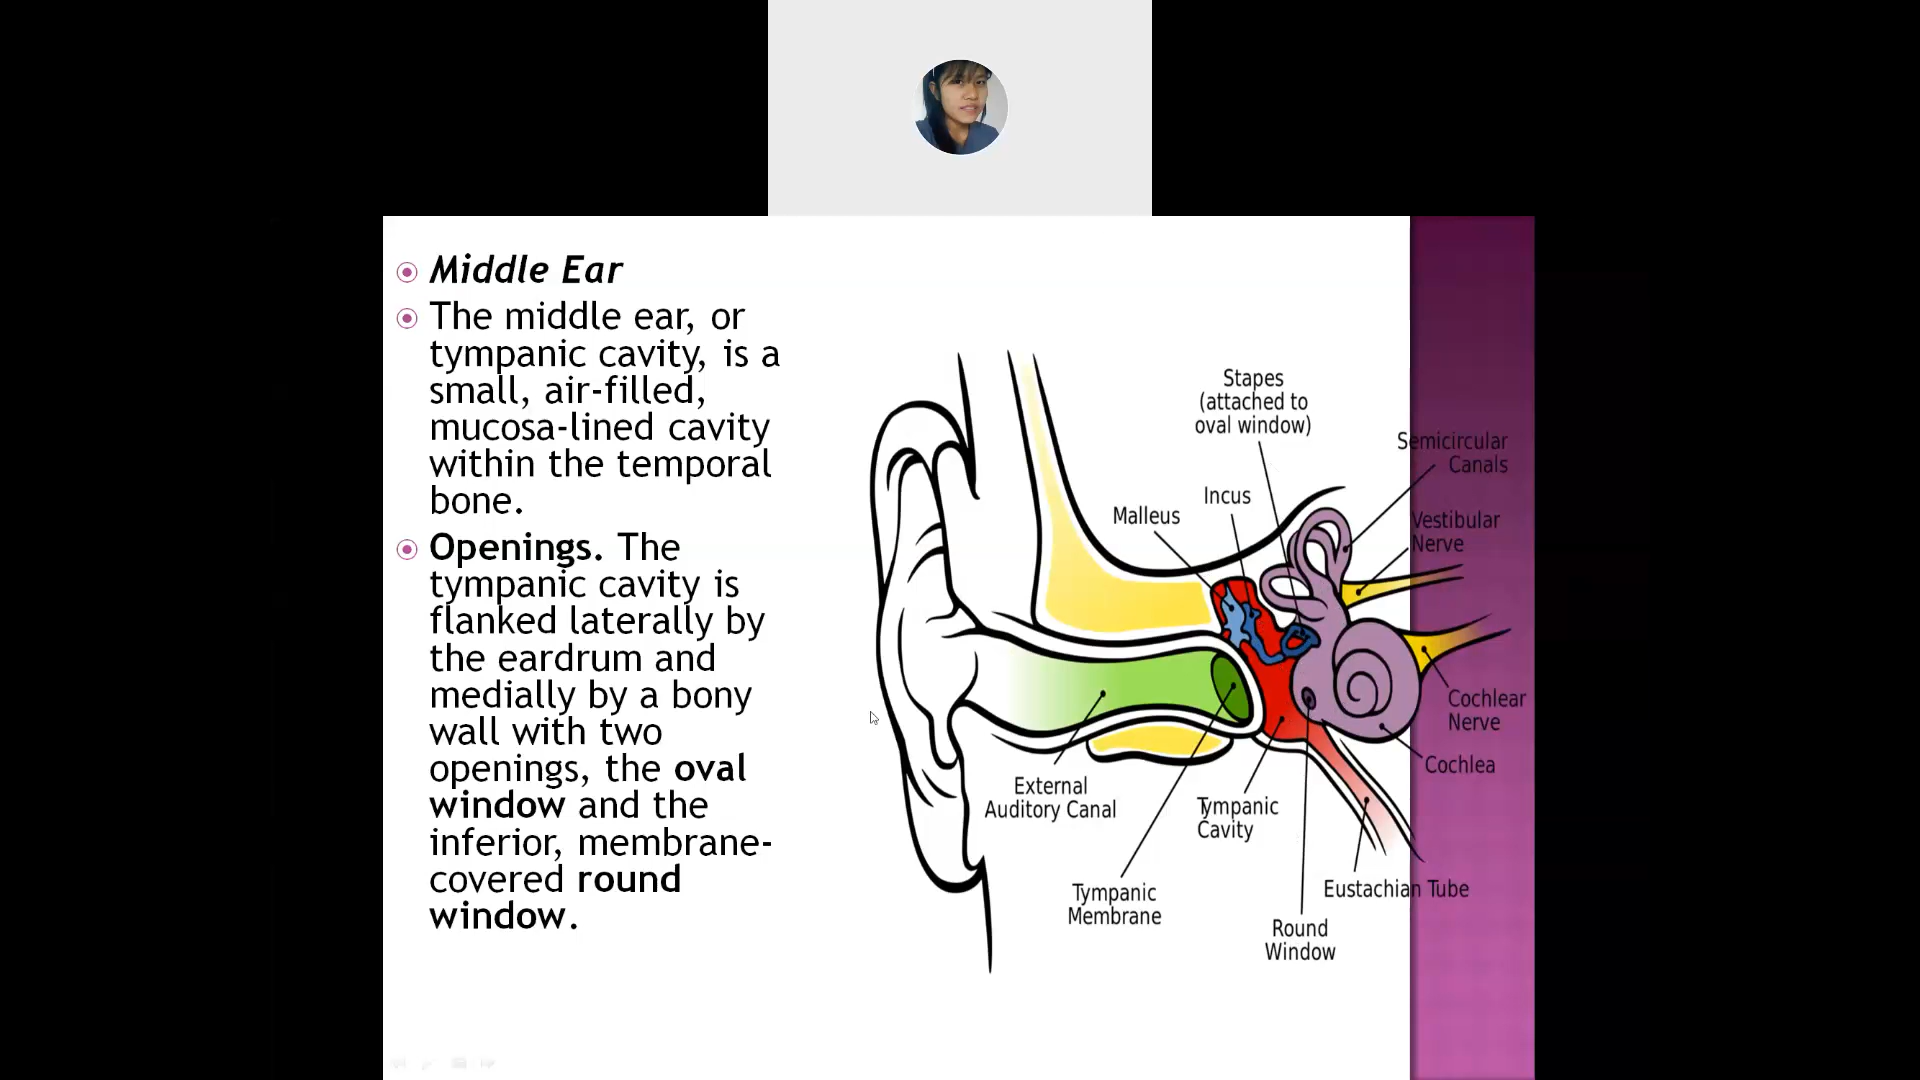 Middle Ear
The middle ear, or
tympanic cavity, is a
small, air-filled,
mucosa-lined cavity
within the temporal
bone.
Openings. The
tympanic cavity is
flanked laterally by
the eardrum and
medially by a bony
wall with two
openings, the oval
window and the
inferior, membrane-
covered round
window.
Stapes
(attached to
oval window)
Semicircular
Canals
Incus
Malleus
Vestibular
Nerve
Cochlear
Nerve
Cochlea
External
Auditory Canal
Tympanic
Cavity
Tympanic
Membrane
Eustachian Tube
Round
Window